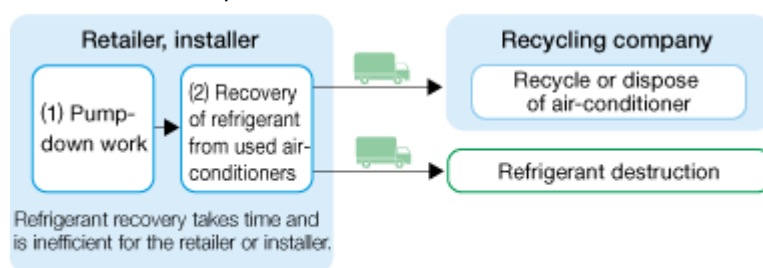 Retailer, installer
(1) Pump-
down work
(2) Recovery
of refrigerant
from used air-
conditioners
Refrigerant recovery takes time and
is inefficient for the retailer or installer.
Recycling company
Recycle or dispose
of air-conditioner
Refrigerant destruction